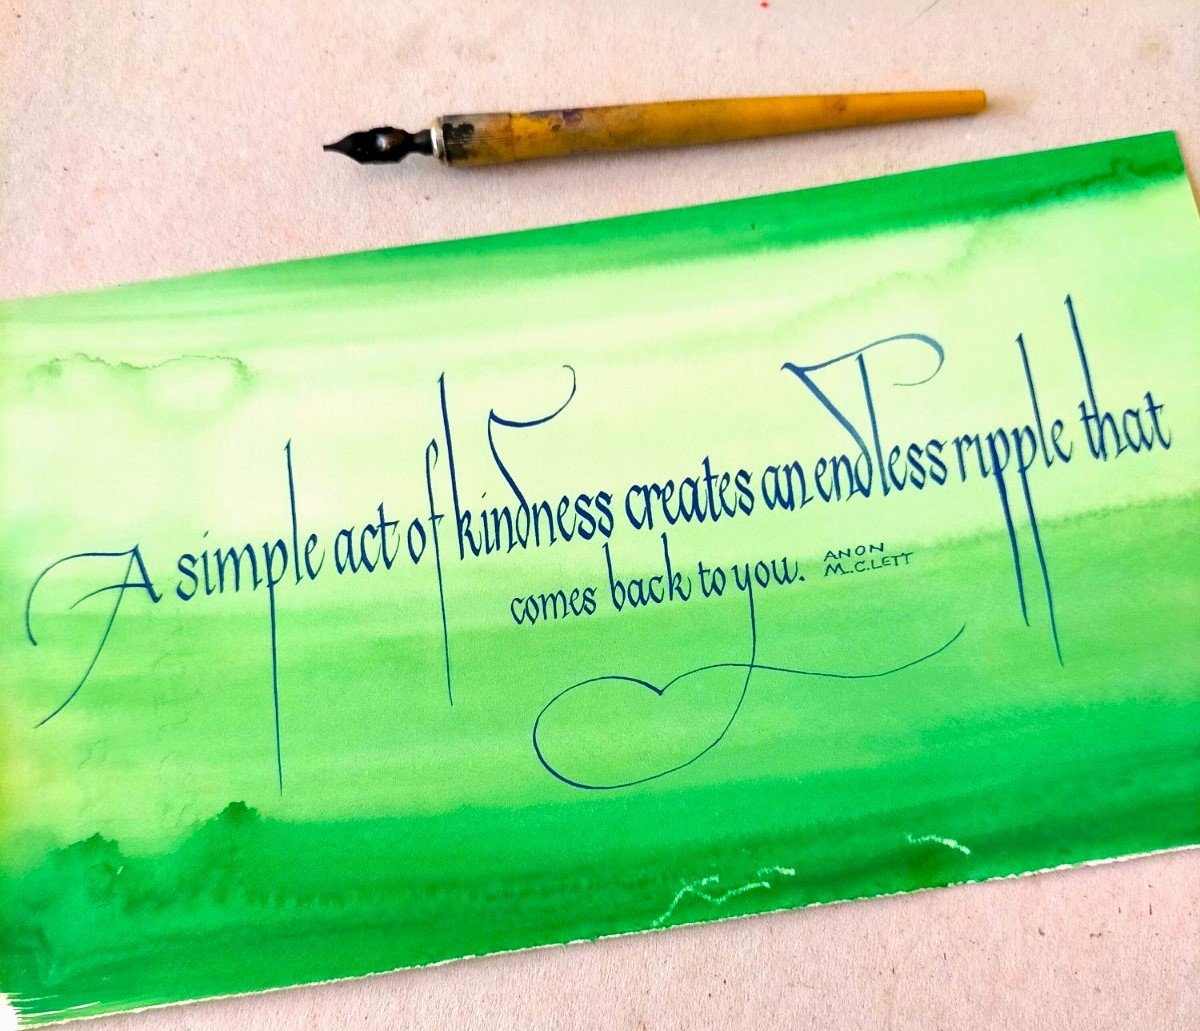 A simple act of kindness creates an endless ripple that
comes back to you.
ANON
M.C.LETT